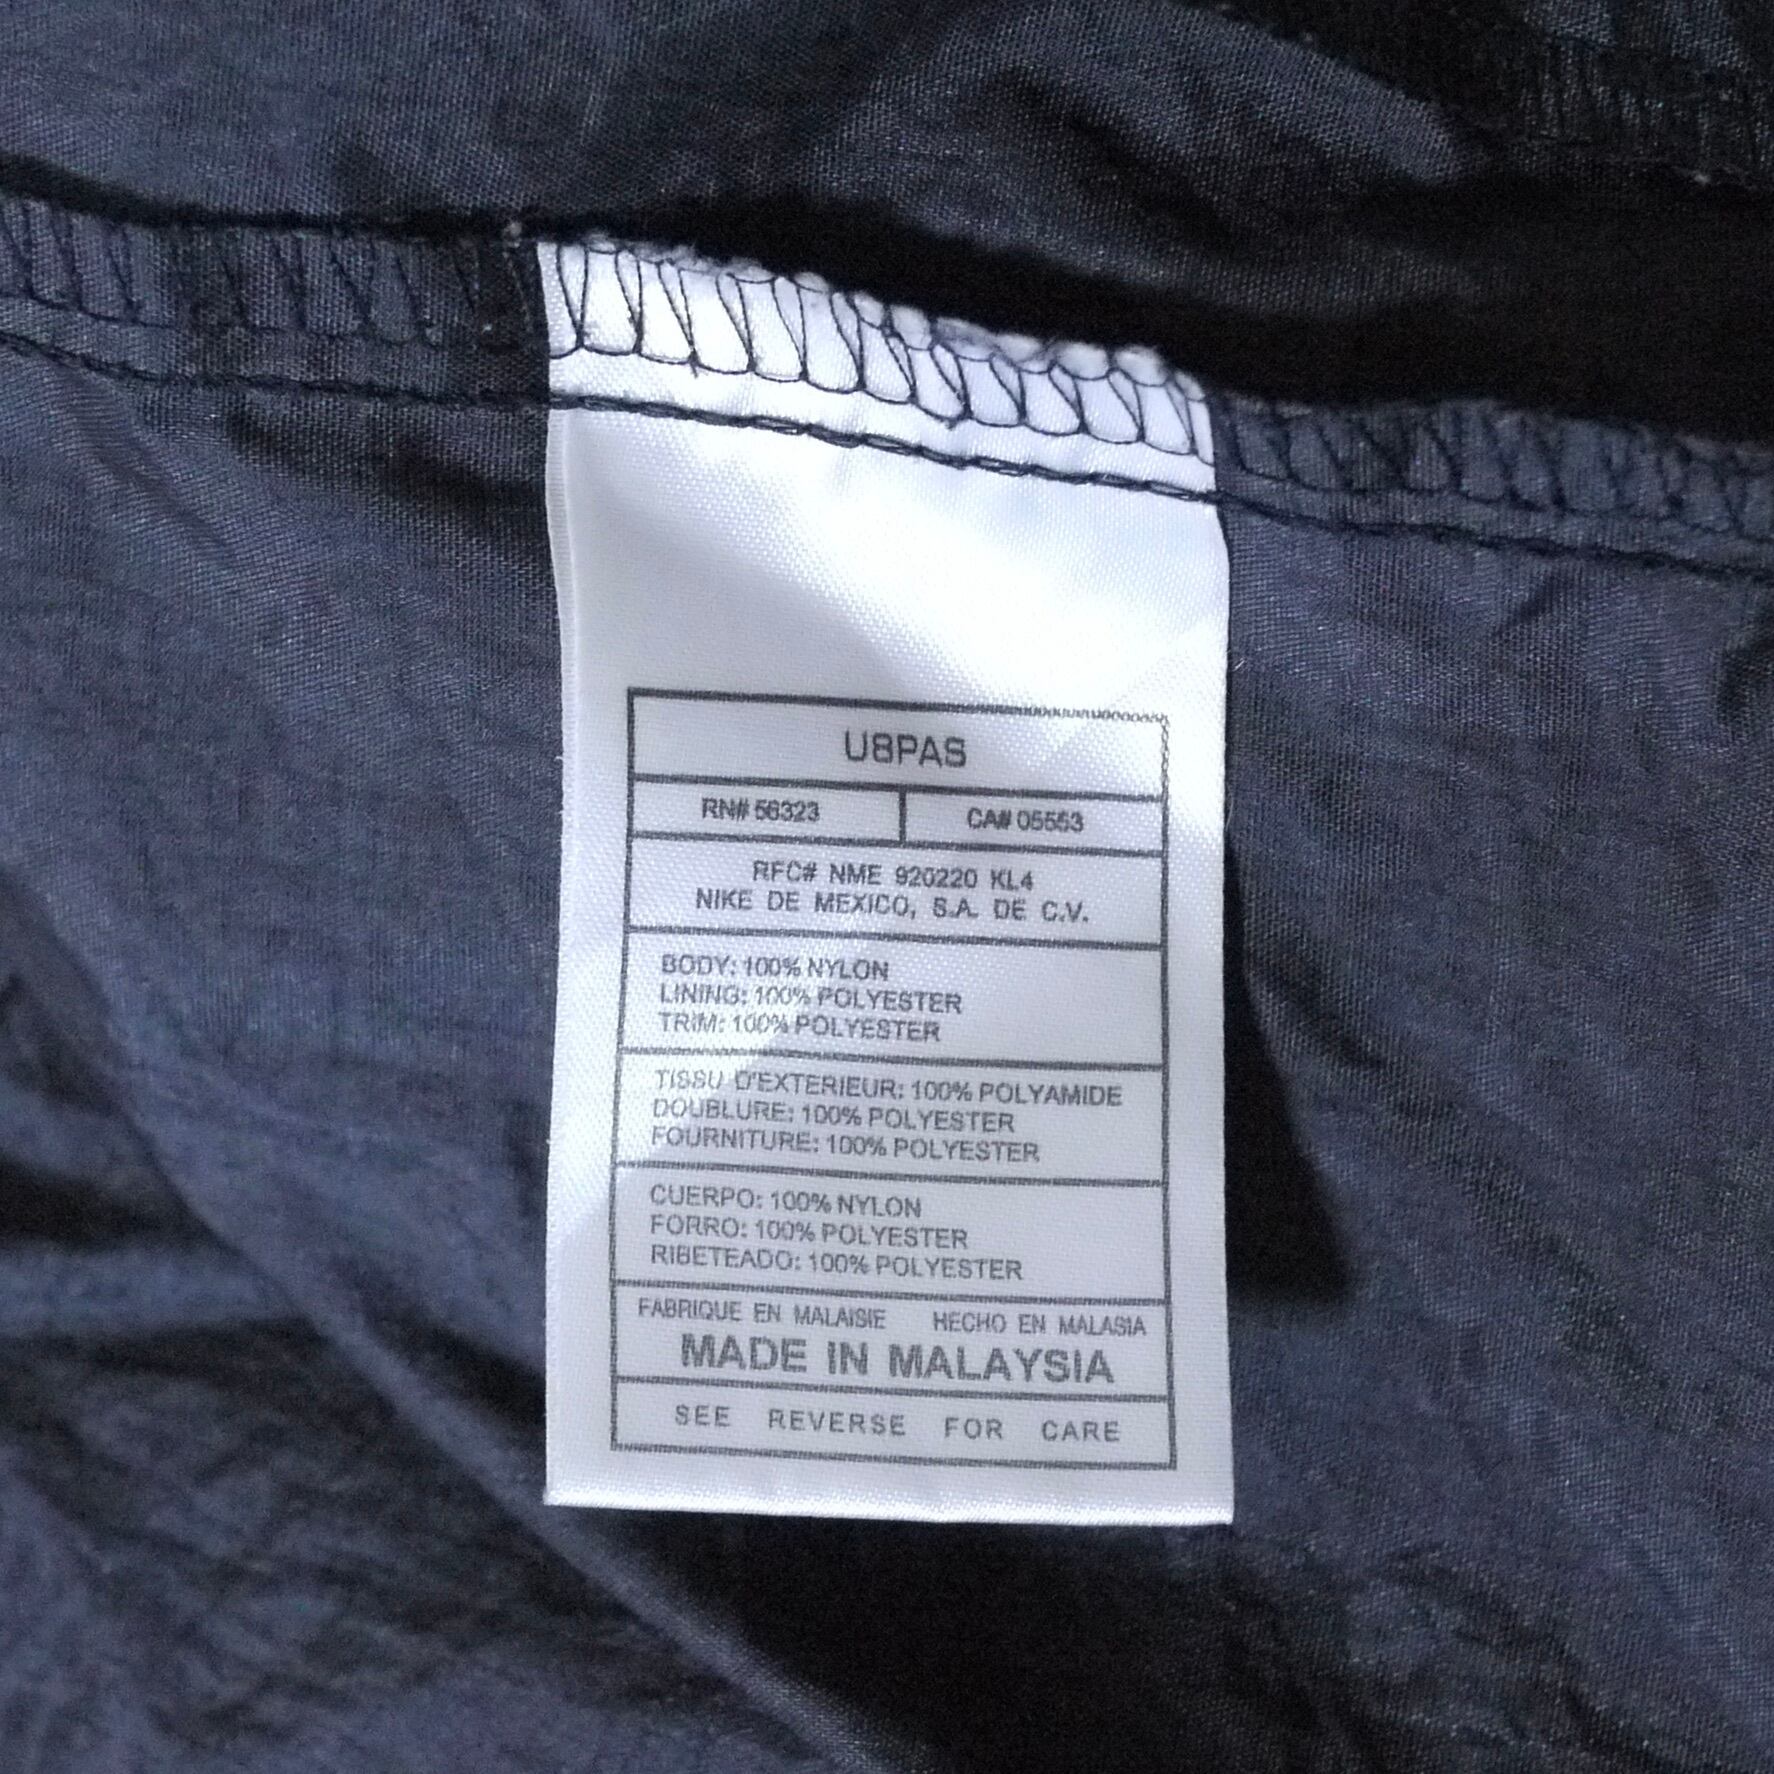 U8PAS
RN# 56323 CA# 05553
RFC# NME 920220 KL4
NIKE DE MEXICO, S.A. DE C.V.
BODY: 100% NYLON
LINING: 100% POLYESTER
TRIM: 100% POLYESTER
TISSU D'EXTERIEUR: 100% POLYAMIDE
DOUBLURE: 100% POLYESTER
FOURNITURE: 100% POLYESTER
CUERPO: 100% NYLON
FORRO: 100% POLYESTER
RIBETEADO: 100% POLYESTER
FABRIQUE EN MALAISIE HECHO EN MALASIA
MADE IN MALAYSIA
SEE REVERSE FOR CARE